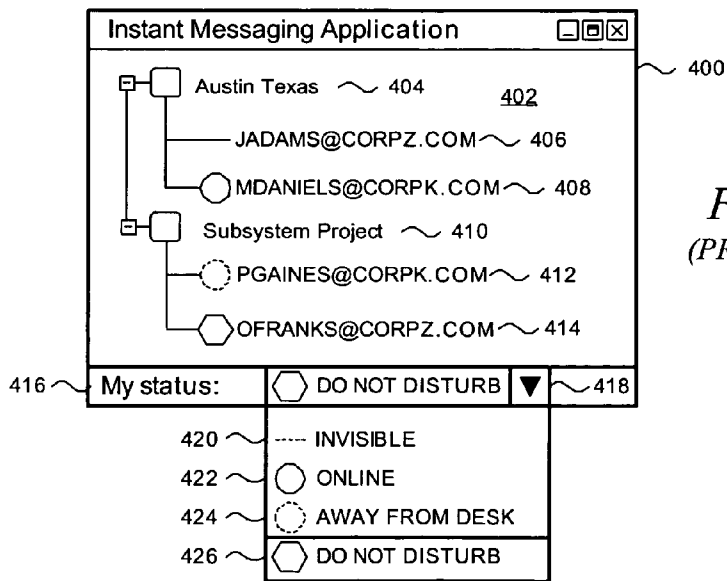 Instant Messaging Application
400
Austin Texas 404
402
JADAMS@CORPZ.COM 406
MDANIELS@CORPK.COM 408
Subsystem Project 410
PGAINES@CORPK.COM 412
OFRANKS@CORPZ.COM 414
416 My status: DO NOT DISTURB 418
420 INVISIBLE
422 ONLINE
424 AWAY FROM DESK
426 DO NOT DISTURB
F
(PR